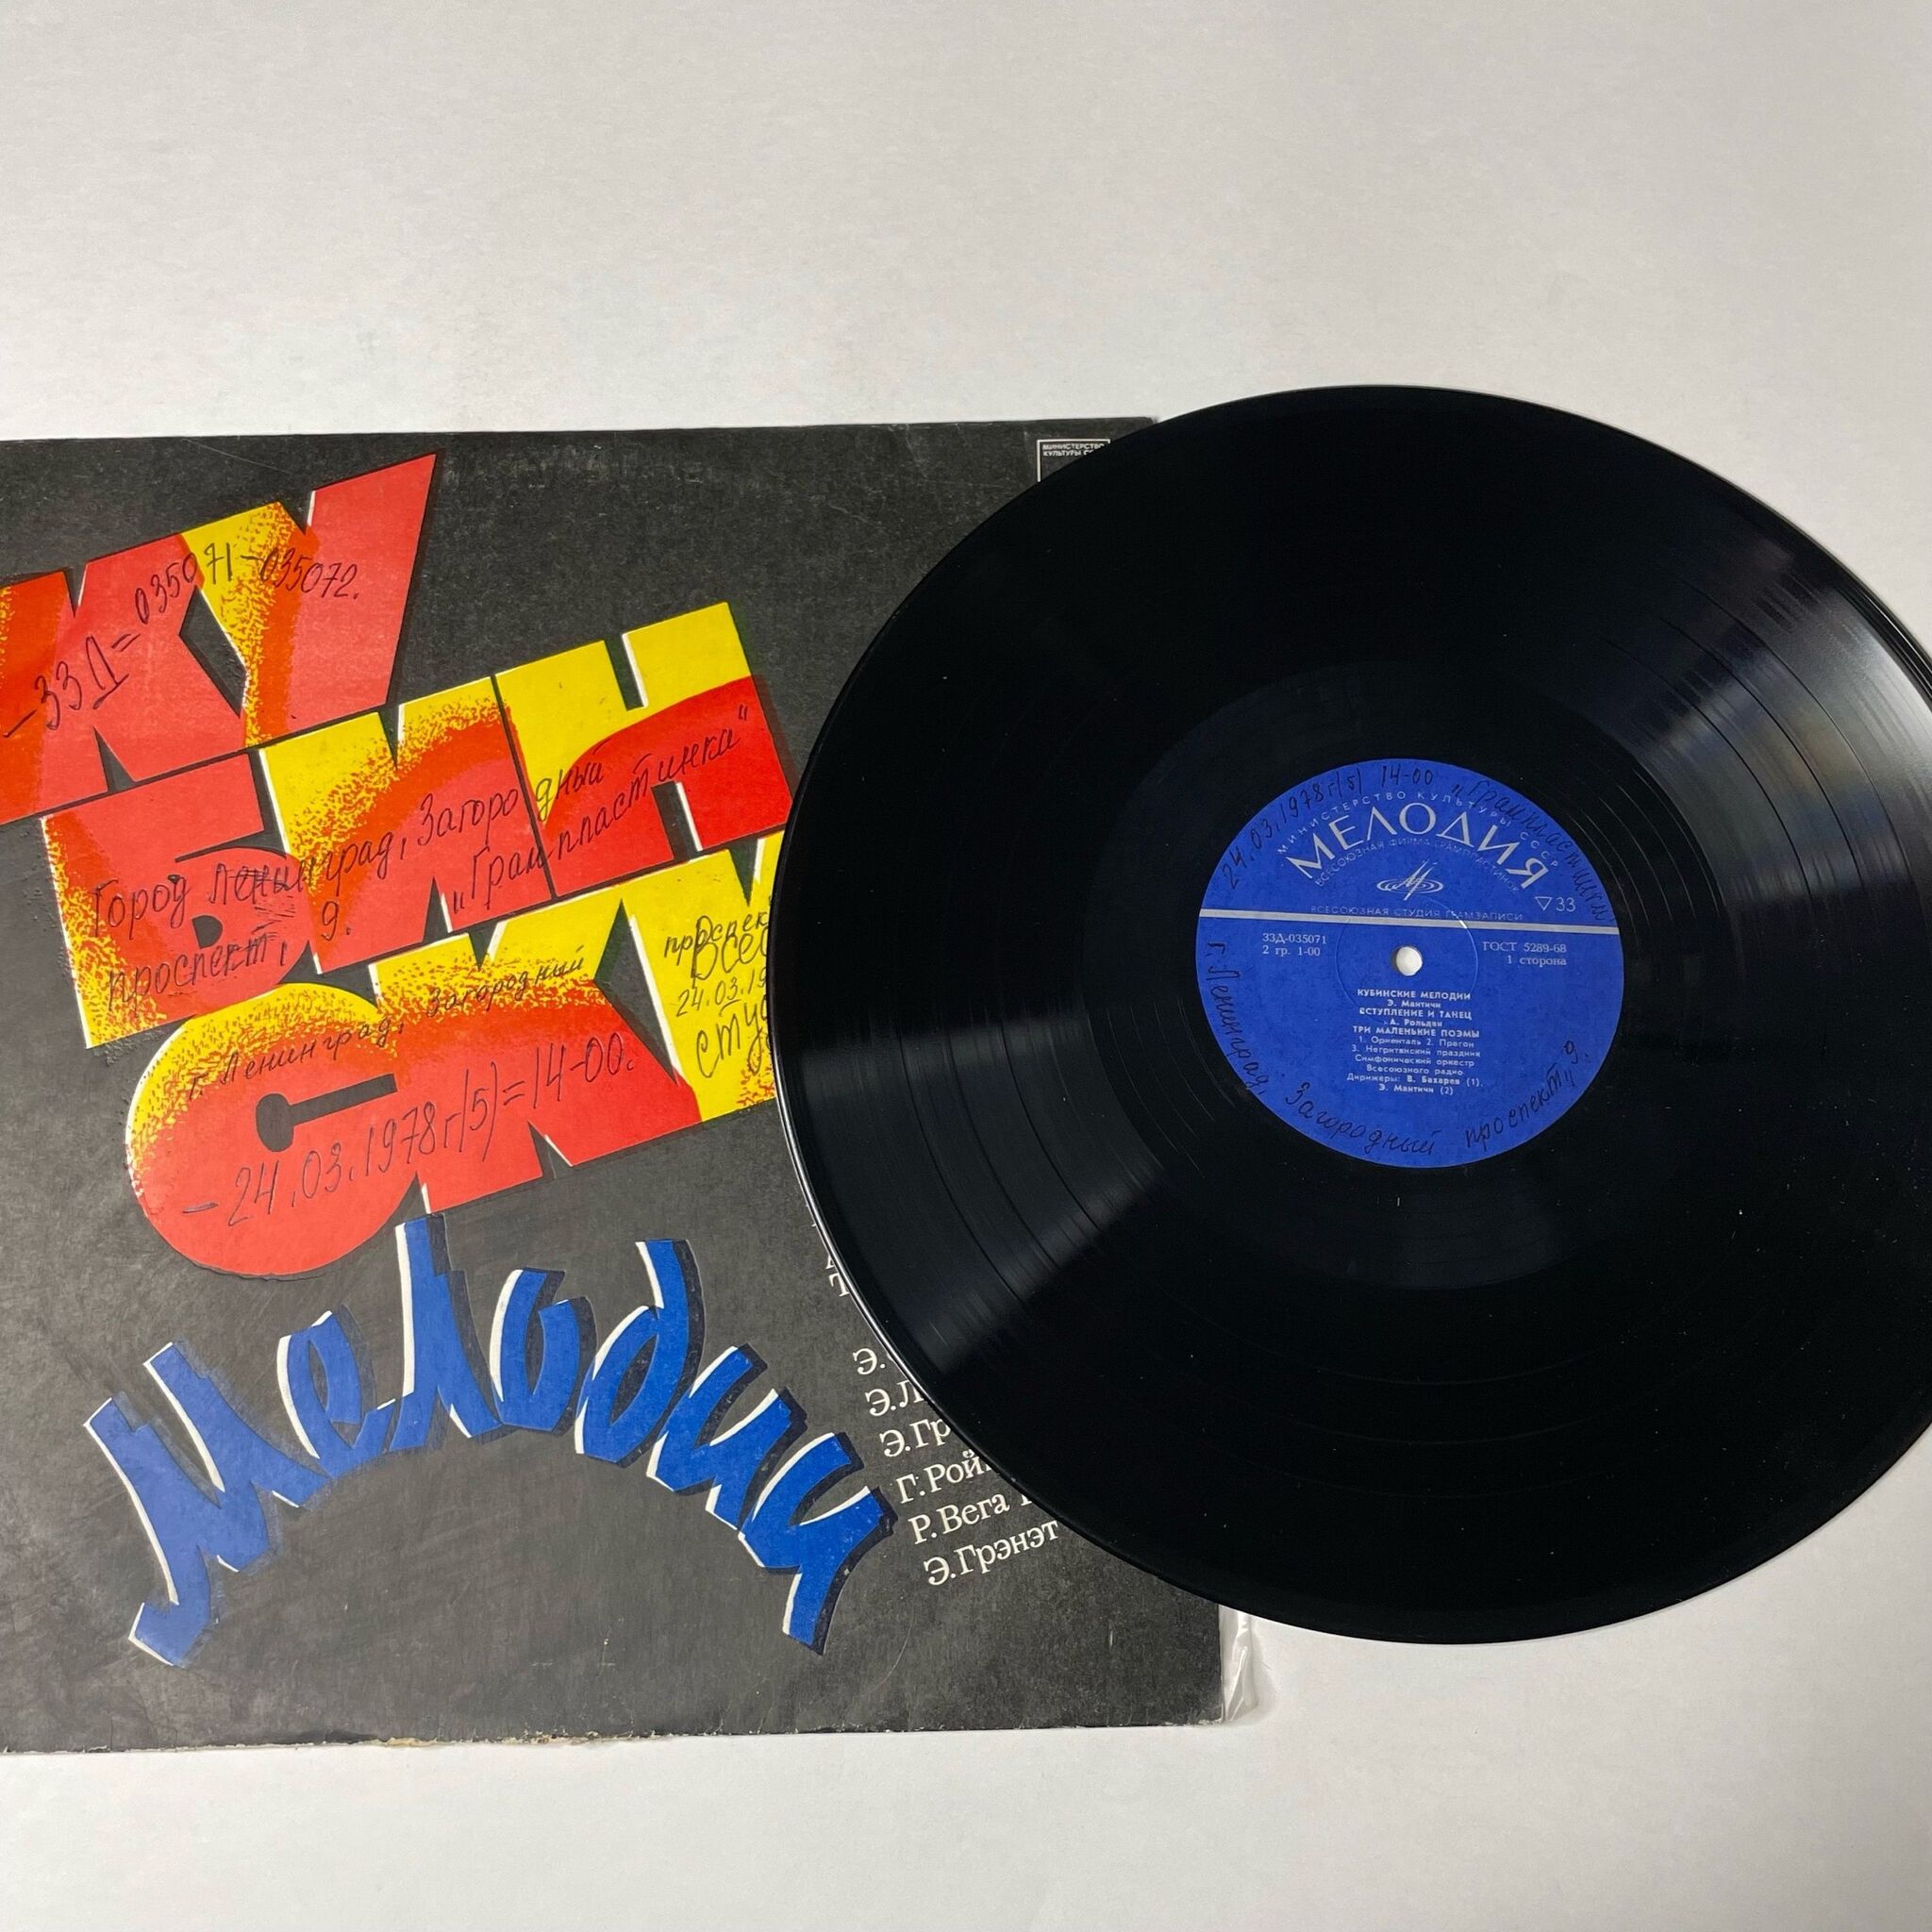 КУ
БИН
СКИ
Мелодии
МИНИСТЕРСТВО
КУЛЬТУРЫ
-33Д=035071-035072.
Город Ленинград, Загородный
проспект, 9. „Грампластинка“
г. Ленинград, Загородный
проспек
24.03.19
-24.03.1978г(5)=14-00.
Э.
Э.Л
Э.Гр
Г.Рой
Р.Вега
Э.Грэнэт
24.03.1978г(5) 14-00 „Грампластинки
МИНИСТЕРСТВО КУЛЬТУРЫ СССР
МЕЛОДИЯ
ВСЕСОЮЗНАЯ ФИРМА ГРАМПЛАСТИНОК
▽33
ВСЕСОЮЗНАЯ СТУДИЯ ГРАМЗАПИСИ
33Д-035071
2 гр. 1-00
ГОСТ 5289-68
1 сторона
КУБИНСКИЕ МЕЛОДИИ
Э. Мантичи
ВСТУПЛЕНИЕ И ТАНЕЦ
А. Рольдан
ТРИ МАЛЕНЬКИЕ ПОЭМЫ
1. Ориенталь 2. Прегон
3. Негритянский праздник
Симфонический оркестр
Всесоюзного радио
Дирижеры: В. Бахарев (1),
Э. Мантичи (2)
г. Ленинград, Загородный проспект, 9.